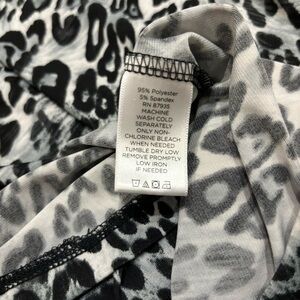 95% Polyester
5% Spandex
RN 87935
MACHINE
WASH COLD
SEPARATELY
ONLY NON-
CHLORINE BLEACH
WHEN NEEDED
TUMBLE DRY LOW
REMOVE PROMPTLY
LOW IRON
IF NEEDED